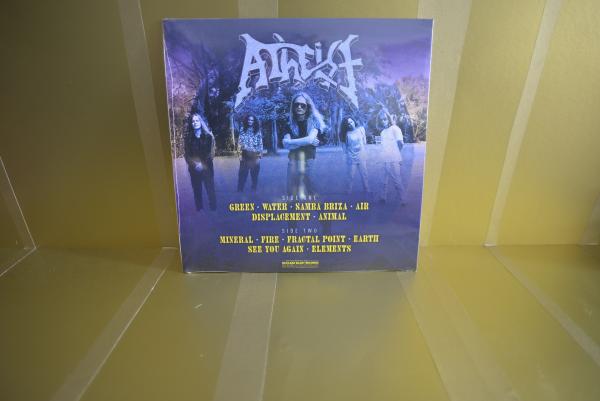 Atheist
SIDE ONE
GREEN · WATER · SAMBA BRIZA · AIR
DISPLACEMENT · ANIMAL
SIDE TWO
MINERAL · FIRE · FRACTAL POINT · EARTH
SEE YOU AGAIN · ELEMENTS